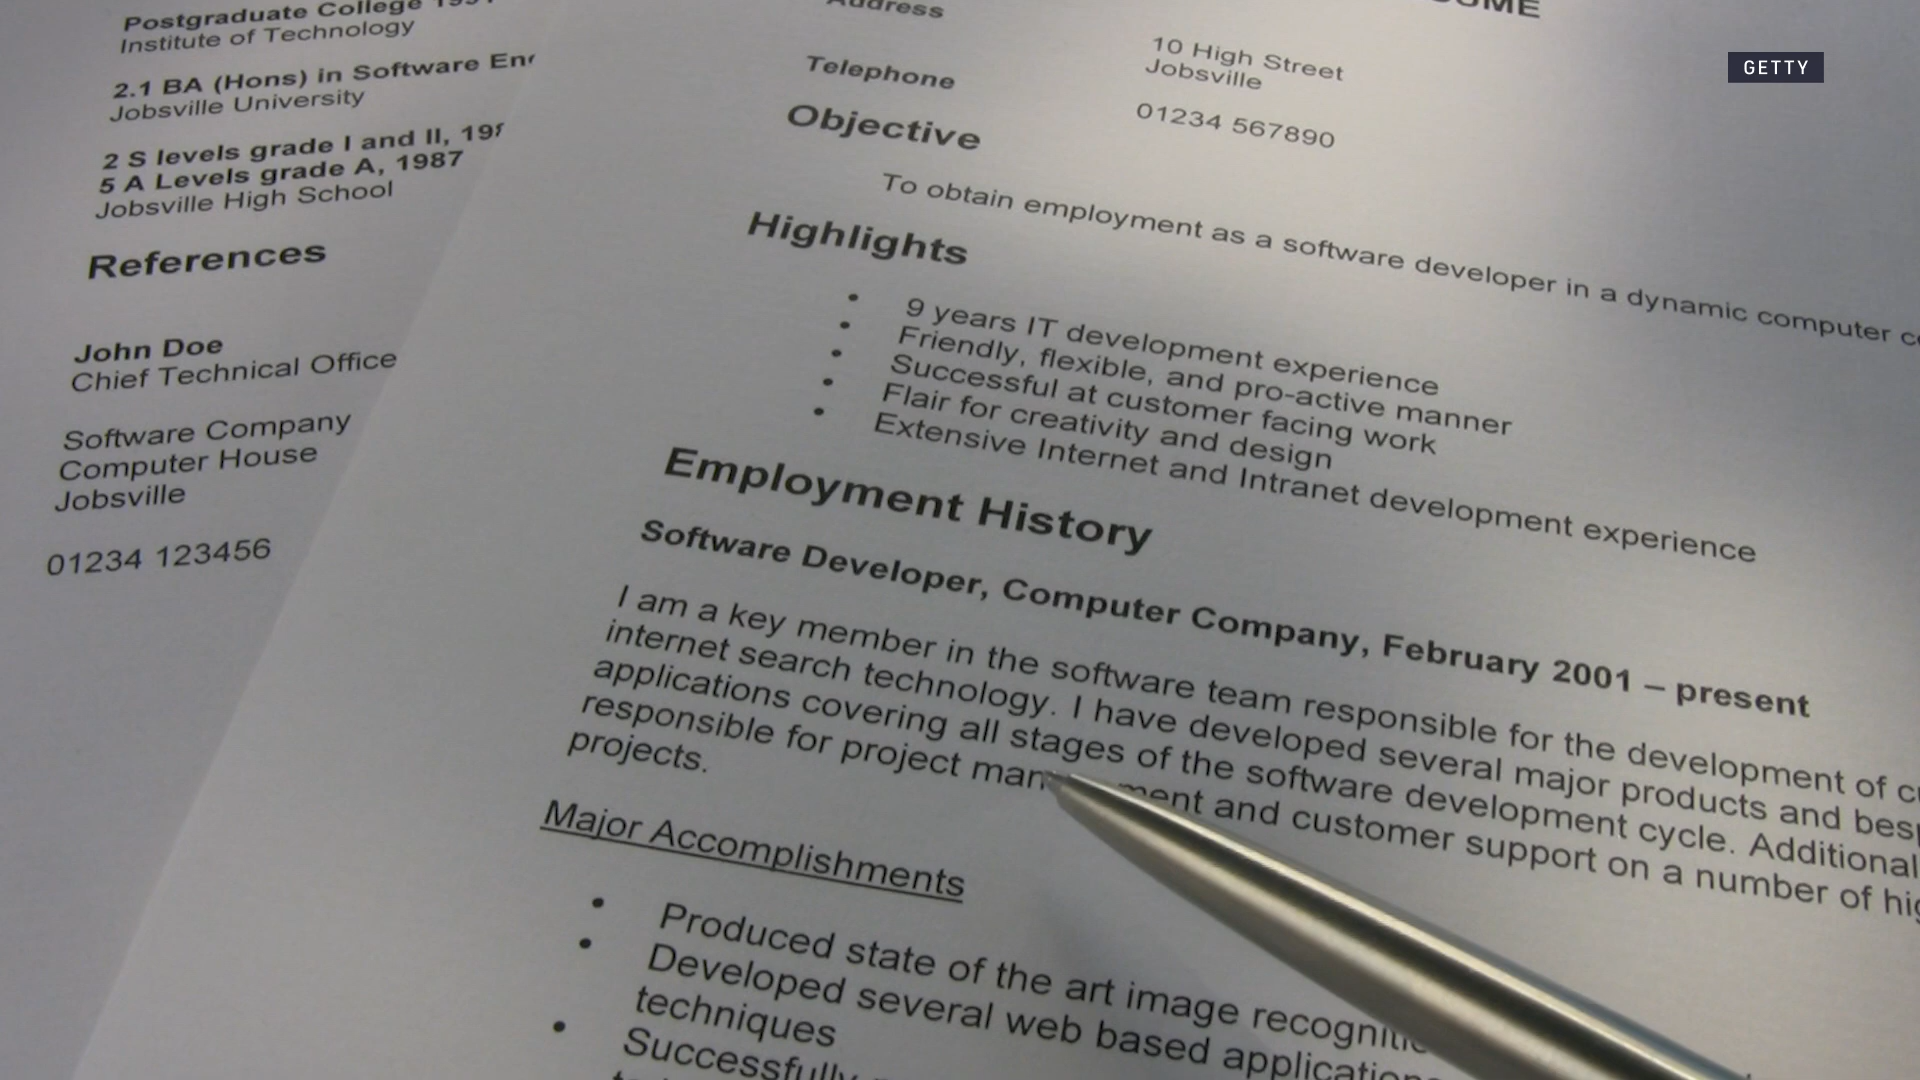 Postgraduate College
Institute of Technology
2.1 BA (Hons) in Software
Jobsville University
2 S levels grade I and II,
5 A Levels grade A, 1987
Jobsville High School
References
John Doe
Chief Technical Office
Software Company
Computer House
Jobsville
01234 123456
Address
10 High Street
Jobsville
Telephone
01234 567890
Objective
To obtain employment as a software developer in a dynamic computer
Highlights
• 9 years IT development experience
• Friendly, flexible, and pro-active manner
• Successful at customer facing work
• Flair for creativity and design
• Extensive Internet and Intranet development experience
Employment History
Software Developer, Computer Company, February 2001 – present
I am a key member in the software team responsible for the development of
internet search technology. I have developed several major products and
applications covering all stages of the software development cycle. Additional
responsible for project and customer support on a number of
projects.
Major Accomplishments
• Produced state of the art image
• Developed several web based
techniques
• Successfully
GETTY